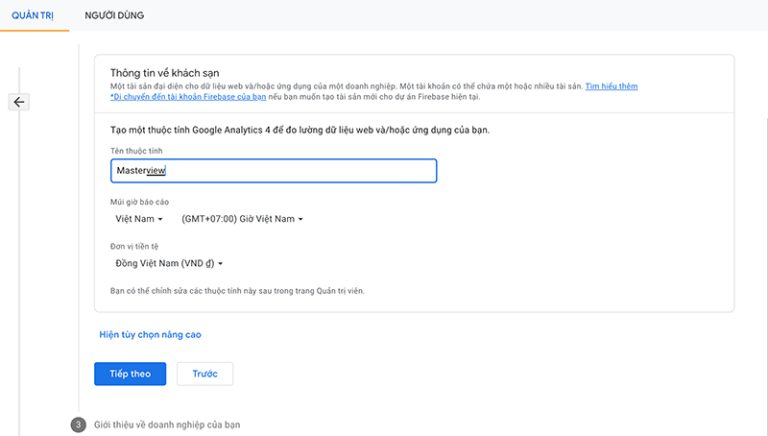 QUẢN TRỊ NGƯỜI DÙNG
Thông tin về khách sạn
Một tài sản đại diện cho dữ liệu web và/hoặc ứng dụng của một doanh nghiệp. Một tài khoản có thể chứa một hoặc nhiều tài sản. Tìm hiểu thêm
*Di chuyển đến tài khoản Firebase của bạn nếu bạn muốn tạo tài sản mới cho dự án Firebase hiện tại.
Tạo một thuộc tính Google Analytics 4 để đo lường dữ liệu web và/hoặc ứng dụng của bạn.
Tên thuộc tính
Masterview
Múi giờ báo cáo
Việt Nam (GMT+07:00) Giờ Việt Nam
Đơn vị tiền tệ
Đồng Việt Nam (VND ₫)
Bạn có thể chỉnh sửa các thuộc tính này sau trong trang Quản trị viên.
Hiện tùy chọn nâng cao
Tiếp theo Trước
3 Giới thiệu về doanh nghiệp của bạn